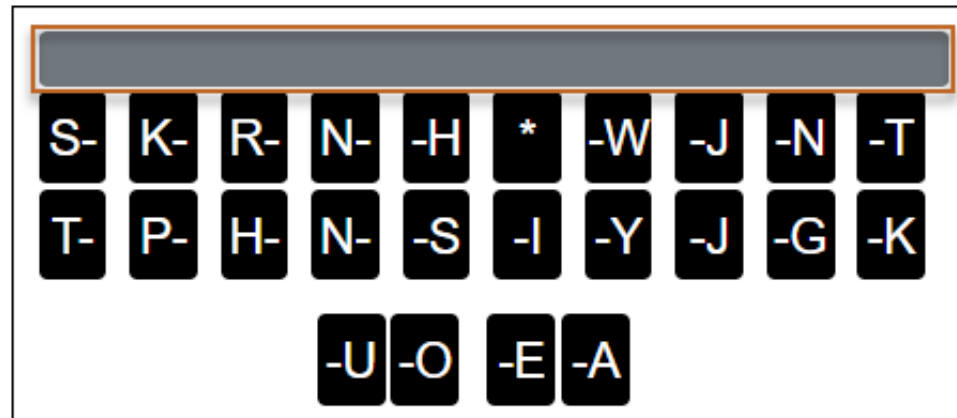 S- K- R- N- -H * -W -J -N -T
T- P- H- N- -S -I -Y -J -G -K
-U -O -E -A